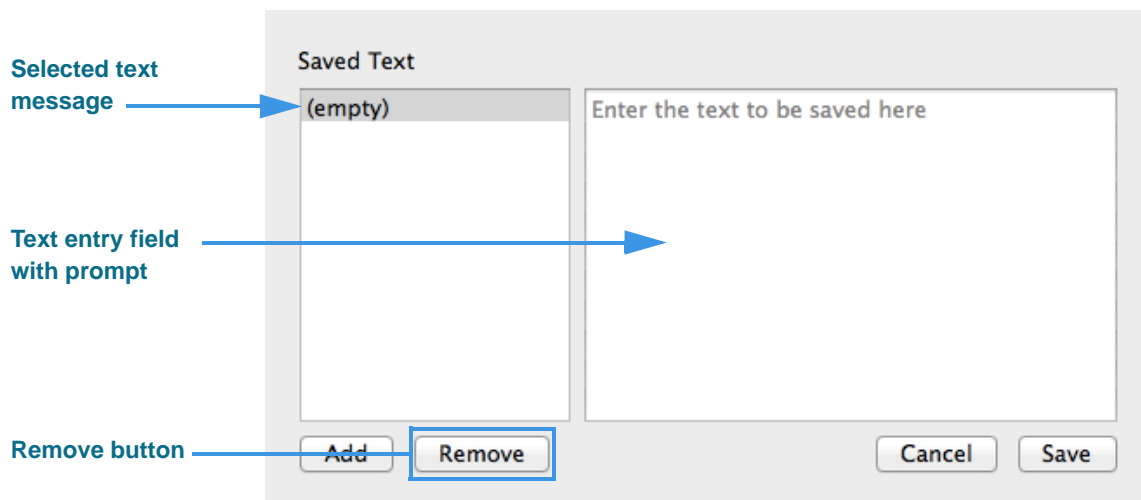 Saved Text
Selected text
message
(empty)
Enter the text to be saved here
Text entry field
with prompt
Remove button
Add
Remove
Cancel
Save